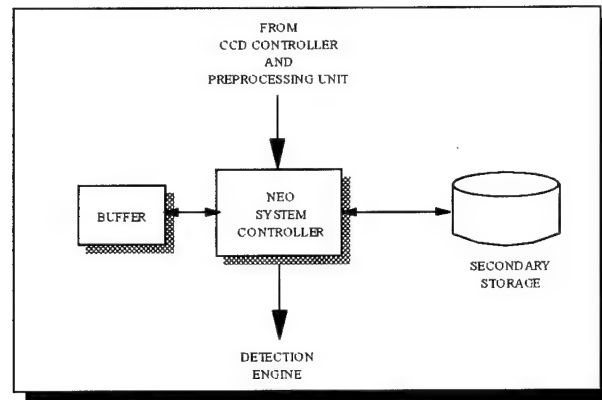 FROM
CCD CONTROLLER
AND
PREPROCESSING UNIT
BUFFER
NEO
SYSTEM
CONTROLLER
SECONDARY
STORAGE
DETECTION
ENGINE